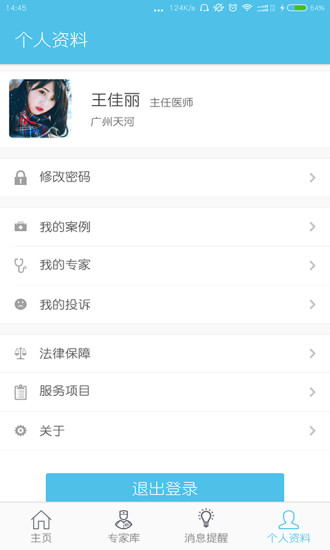 14:45
124K/s
64%
个人资料
王佳丽 主任医师
广州天河
修改密码
我的案例
我的专家
我的投诉
法律保障
服务项目
关于
退出登录
主页 专家库 消息提醒 个人资料